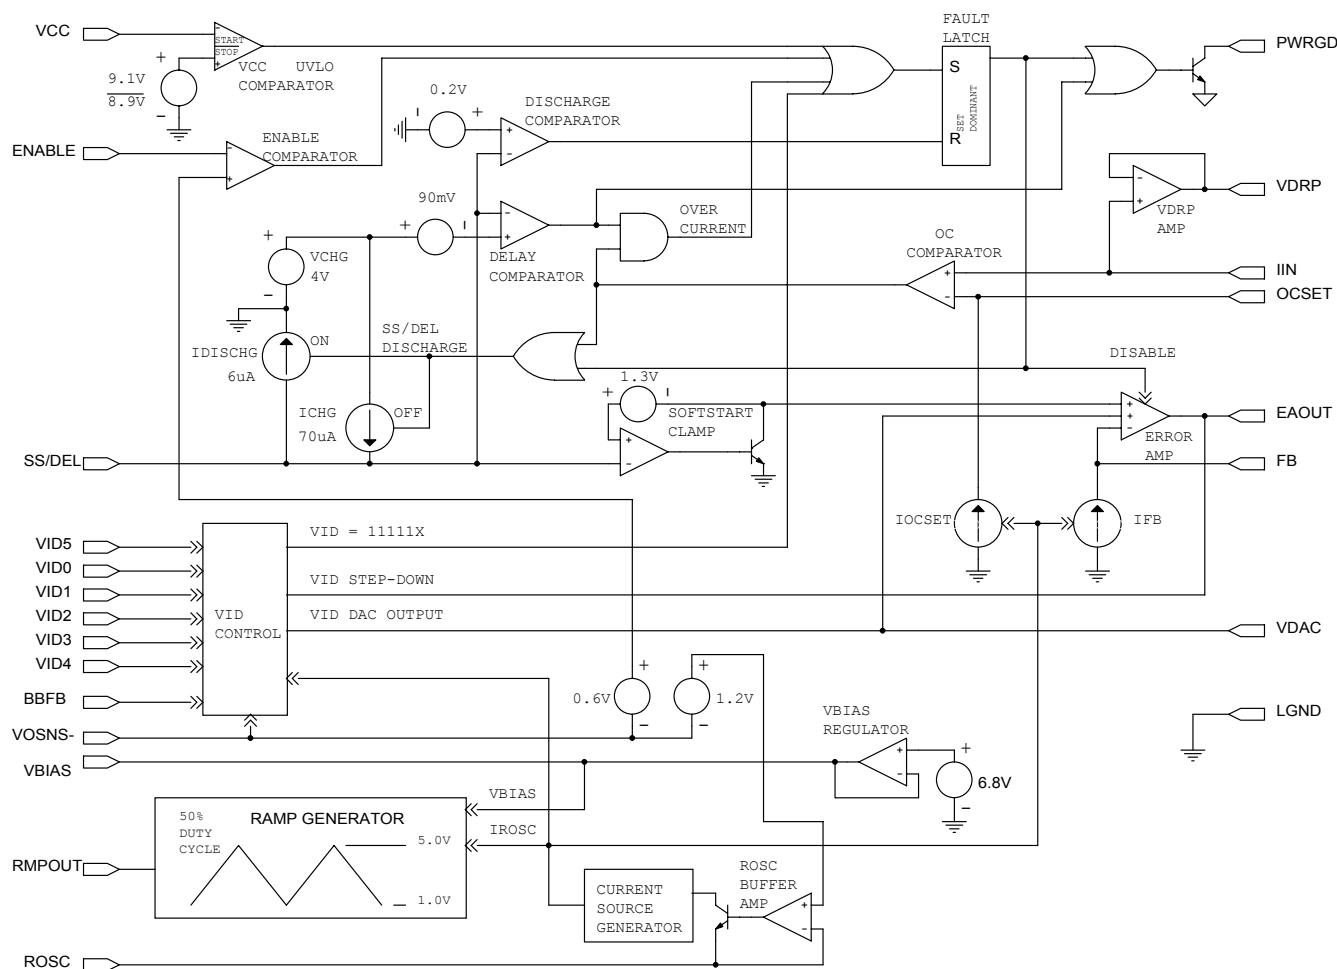 VCC
START
STOP
VCC UVLO
COMPARATOR
+
9.1V
8.9V
-
ENABLE
ENABLE
COMPARATOR
0.2V
DISCHARGE
COMPARATOR
FAULT
LATCH
S
R
SET
DOMINANT
PWRGD
VDRP
VDRP
AMP
90mV
VCHG
4V
DELAY
COMPARATOR
OVER
CURRENT
OC
COMPARATOR
IIN
OCSET
IDISCHG
6uA
ON
SS/DEL
DISCHARGE
ICHG
70uA
OFF
1.3V
SOFTSTART
CLAMP
DISABLE
ERROR
AMP
EAOUT
FB
SS/DEL
IOCSET
IFB
VID5
VID0
VID1
VID2
VID3
VID4
BBFB
VOSNS-
VBIAS
VID
CONTROL
VID = 11111X
VID STEP-DOWN
VID DAC OUTPUT
VDAC
0.6V
1.2V
VBIAS
REGULATOR
6.8V
LGND
VBIAS
IROSC
50%
DUTY
CYCLE
RAMP GENERATOR
5.0V
1.0V
RMPOUT
CURRENT
SOURCE
GENERATOR
ROSC
BUFFER
AMP
ROSC